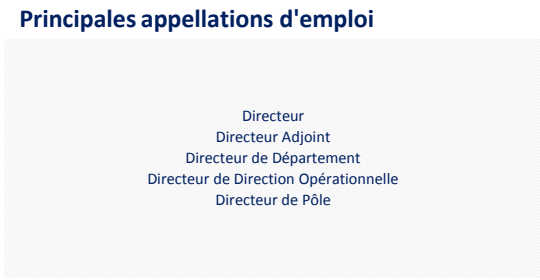 Principales appellations d'emploi
Directeur
Directeur Adjoint
Directeur de Département
Directeur de Direction Opérationnelle
Directeur de Pôle